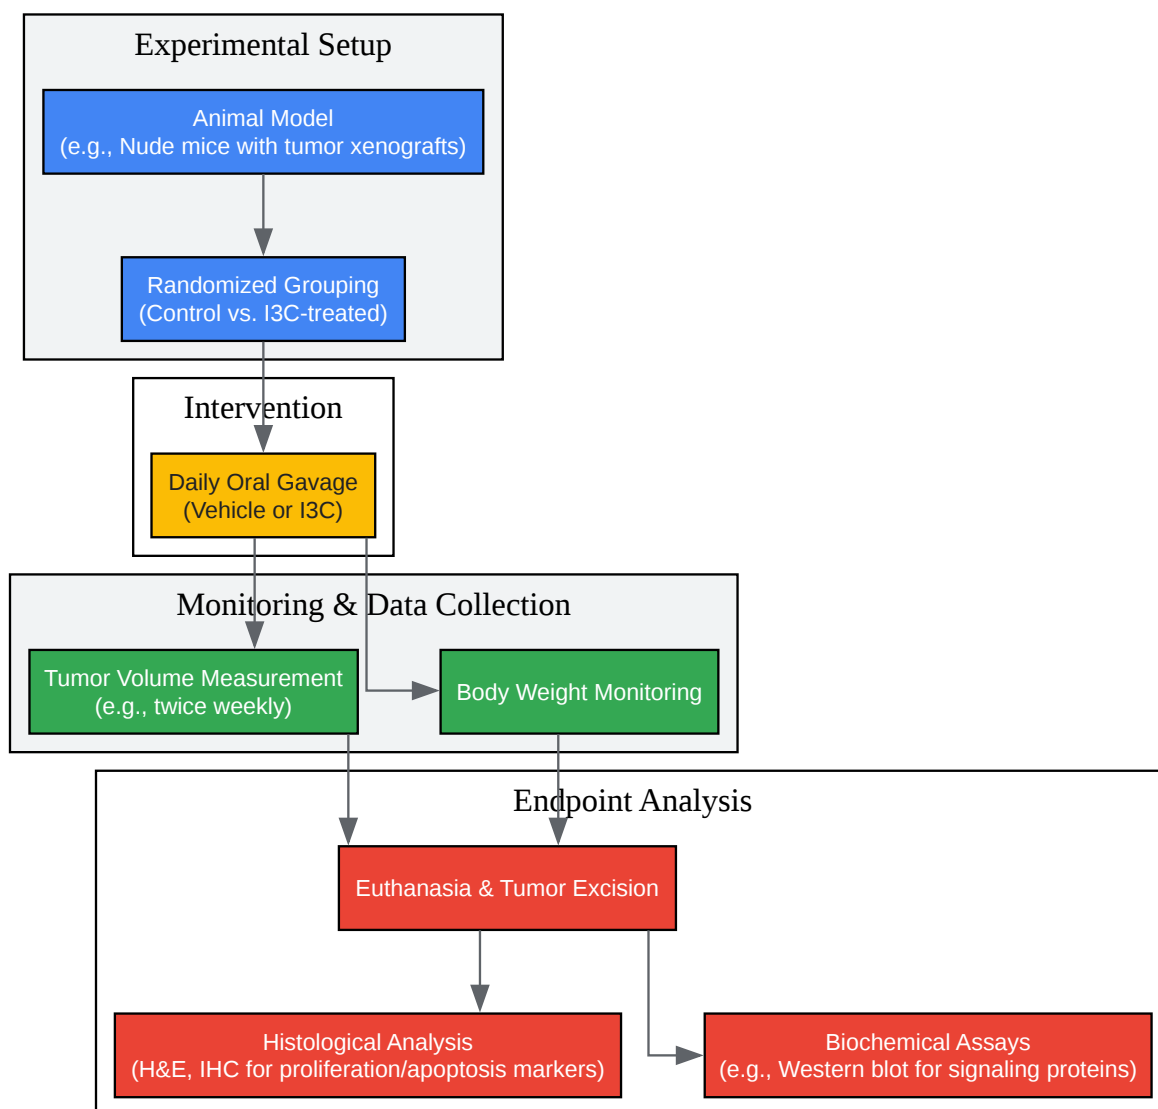 Experimental Setup
Animal Model
(e.g., Nude mice with tumor xenografts)
Randomized Grouping
(Control vs. I3C-treated)
Intervention
Daily Oral Gavage
(Vehicle or I3C)
Monitoring & Data Collection
Tumor Volume Measurement
(e.g., twice weekly)
Body Weight Monitoring
Endpoint Analysis
Euthanasia & Tumor Excision
Histological Analysis
(H&E, IHC for proliferation/apoptosis markers)
Biochemical Assays
(e.g., Western blot for signaling proteins)